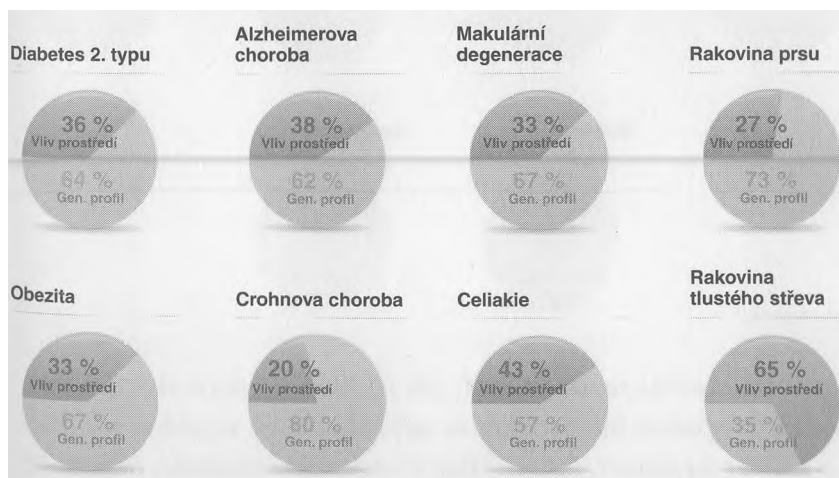 Diabetes 2. typu
36 %
Vliv prostředí
64 %
Gen. profil
Alzheimerova
choroba
38 %
Vliv prostředí
62 %
Gen. profil
Makulární
degenerace
33 %
Vliv prostředí
67 %
Gen. profil
Rakovina prsu
27 %
Vliv prostředí
73 %
Gen. profil
Obezita
33 %
Vliv prostředí
67 %
Gen. profil
Crohnova choroba
20 %
Vliv prostředí
80 %
Gen. profil
Celiakie
43 %
Vliv prostředí
57 %
Gen. profil
Rakovina
tlustého střeva
65 %
Vliv prostředí
35 %
Gen. profil